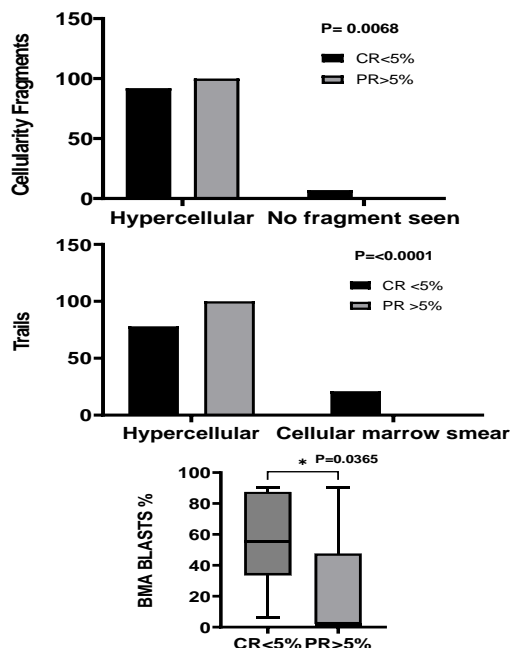 150
P= 0.0068
CR<5%
100
PR>5%
50
0
Cellularity Fragments
Hypercellular No fragment seen
150
P=<0.0001
CR <5%
100
PR >5%
50
0
Trails
Hypercellular Cellular marrow smear
100
* P=0.0365
80
60
40
20
0
BMA BLASTS %
CR<5% PR>5%